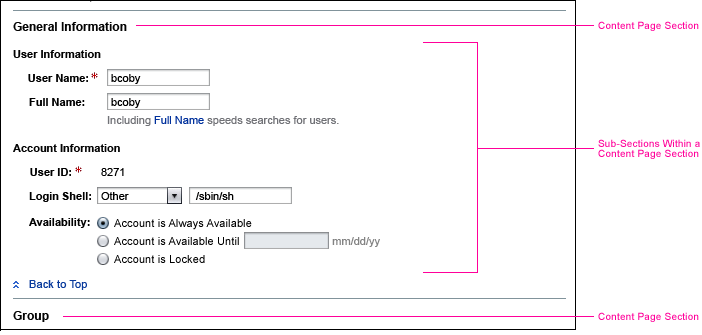 General Information
Content Page Section
User Information
User Name: * bcoby
Full Name: bcoby
Including Full Name speeds searches for users.
Sub-Sections Within a
Content Page Section
Account Information
User ID: * 8271
Login Shell: Other /sbin/sh
Availability: Account is Always Available
Account is Available Until mm/dd/yy
Account is Locked
Back to Top
Group
Content Page Section